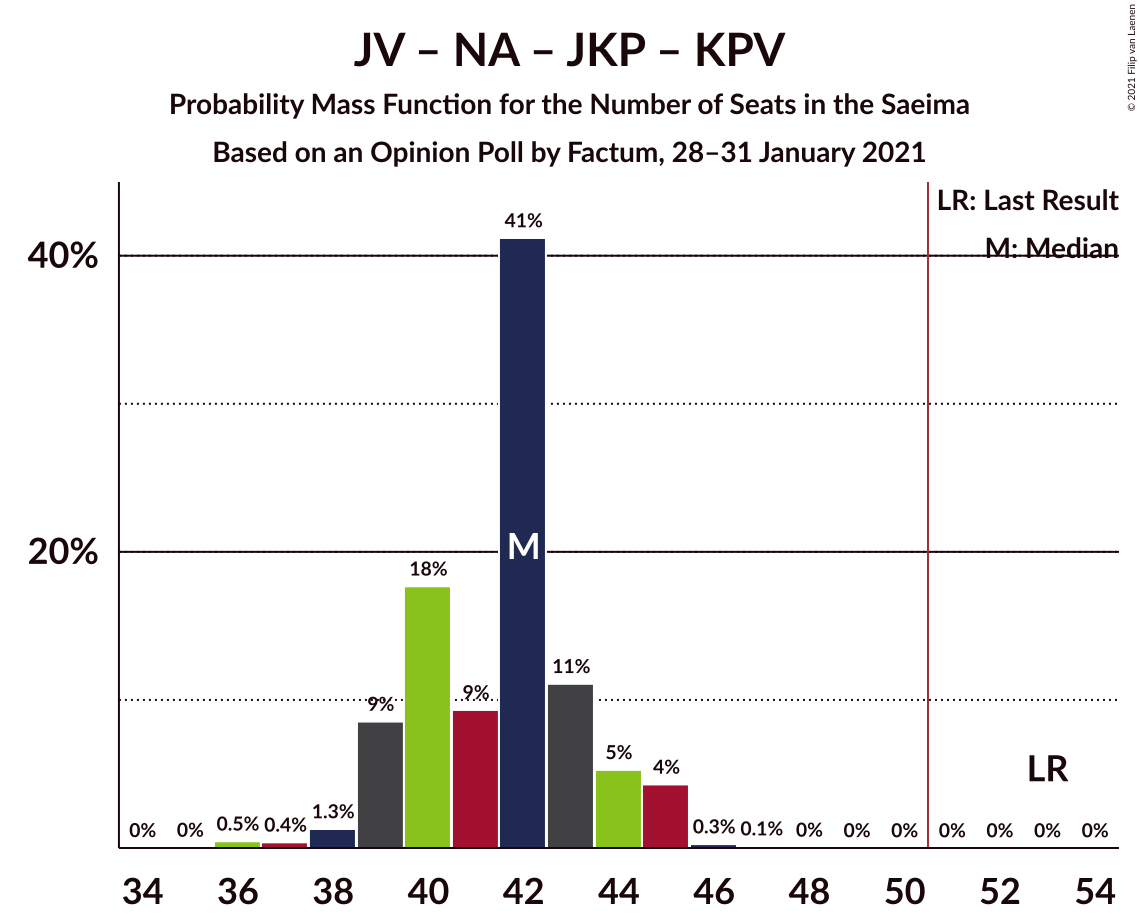 JV – NA – JKP – KPV
Probability Mass Function for the Number of Seats in the Saeima
Based on an Opinion Poll by Factum, 28–31 January 2021
© 2021 Filip van Laenen
LR: Last Result
M: Median
40%
20%
0% 0% 0.5% 0.4% 1.3% 9% 18% 9% 41% 11% 5% 4% 0.3% 0.1% 0% 0% 0% 0% 0% 0% 0%
M
LR
34 36 38 40 42 44 46 48 50 52 54